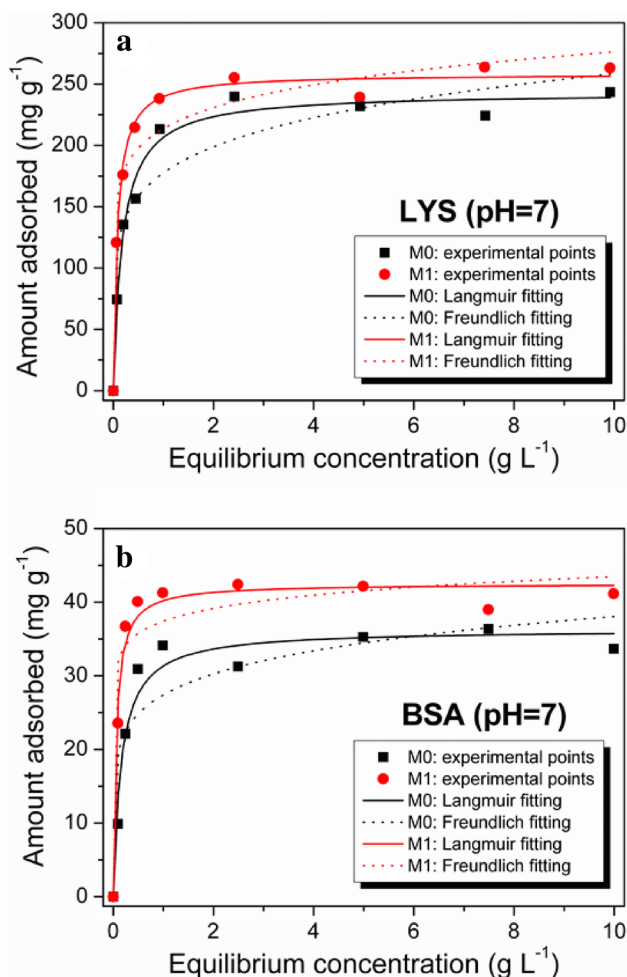 a
300
250
200
150
100
50
0
Amount adsorbed (mg g⁻¹)
LYS (pH=7)
M0: experimental points
M1: experimental points
M0: Langmuir fitting
M0: Freundlich fitting
M1: Langmuir fitting
M1: Freundlich fitting
0 2 4 6 8 10
Equilibrium concentration (g L⁻¹)
b
50
40
30
20
10
0
Amount adsorbed (mg g⁻¹)
BSA (pH=7)
M0: experimental points
M1: experimental points
M0: Langmuir fitting
M0: Freundlich fitting
M1: Langmuir fitting
M1: Freundlich fitting
0 2 4 6 8 10
Equilibrium concentration (g L⁻¹)